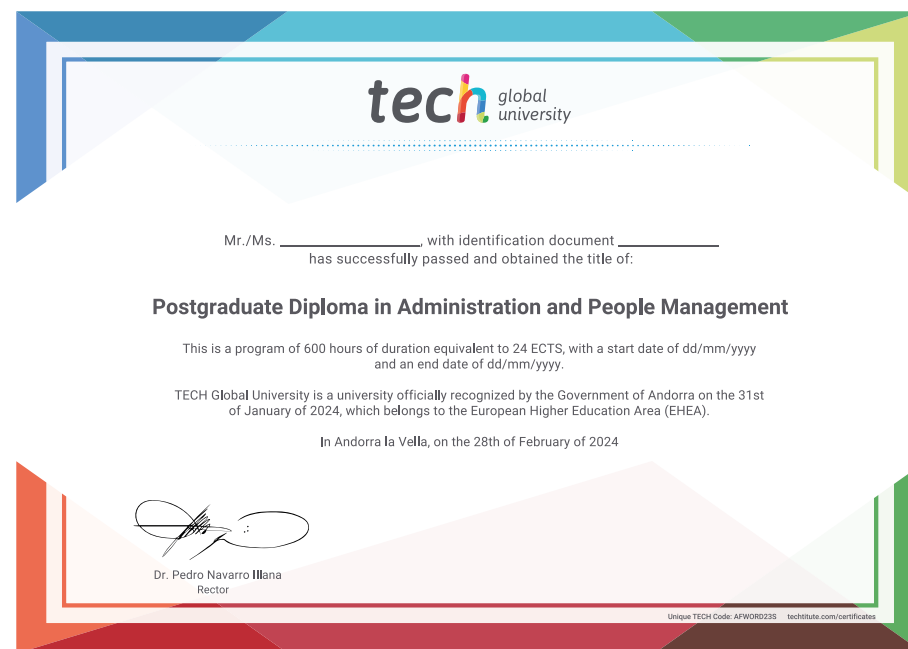 tech global
university
Mr./Ms. ____________________, with identification document ______________
has successfully passed and obtained the title of:
Postgraduate Diploma in Administration and People Management
This is a program of 600 hours of duration equivalent to 24 ECTS, with a start date of dd/mm/yyyy
and an end date of dd/mm/yyyy.
TECH Global University is a university officially recognized by the Government of Andorra on the 31st
of January of 2024, which belongs to the European Higher Education Area (EHEA).
In Andorra la Vella, on the 28th of February of 2024
Dr. Pedro Navarro Illana
Rector
Unique TECH Code: AFWORD23S techtitute.com/certificates